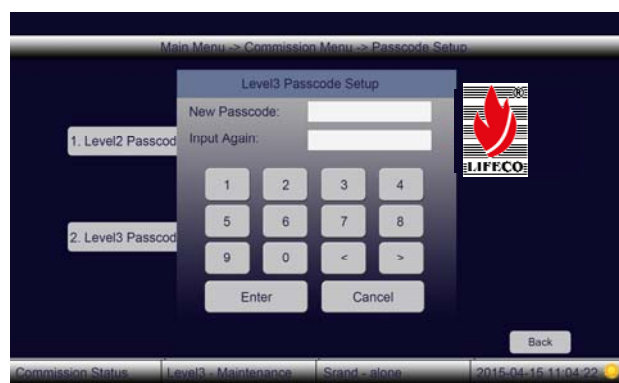 Main Menu -> Commission Menu -> Passcode Setup
Level3 Passcode Setup
New Passcode:
Input Again:
1. Level2 Passcod
LIFECO
®
1 2 3 4
5 6 7 8
2. Level3 Passcod
9 0 < >
Enter Cancel
Back
Commission Status Level3 - Maintenance Srand - alone 2015-04-15 11:04:22